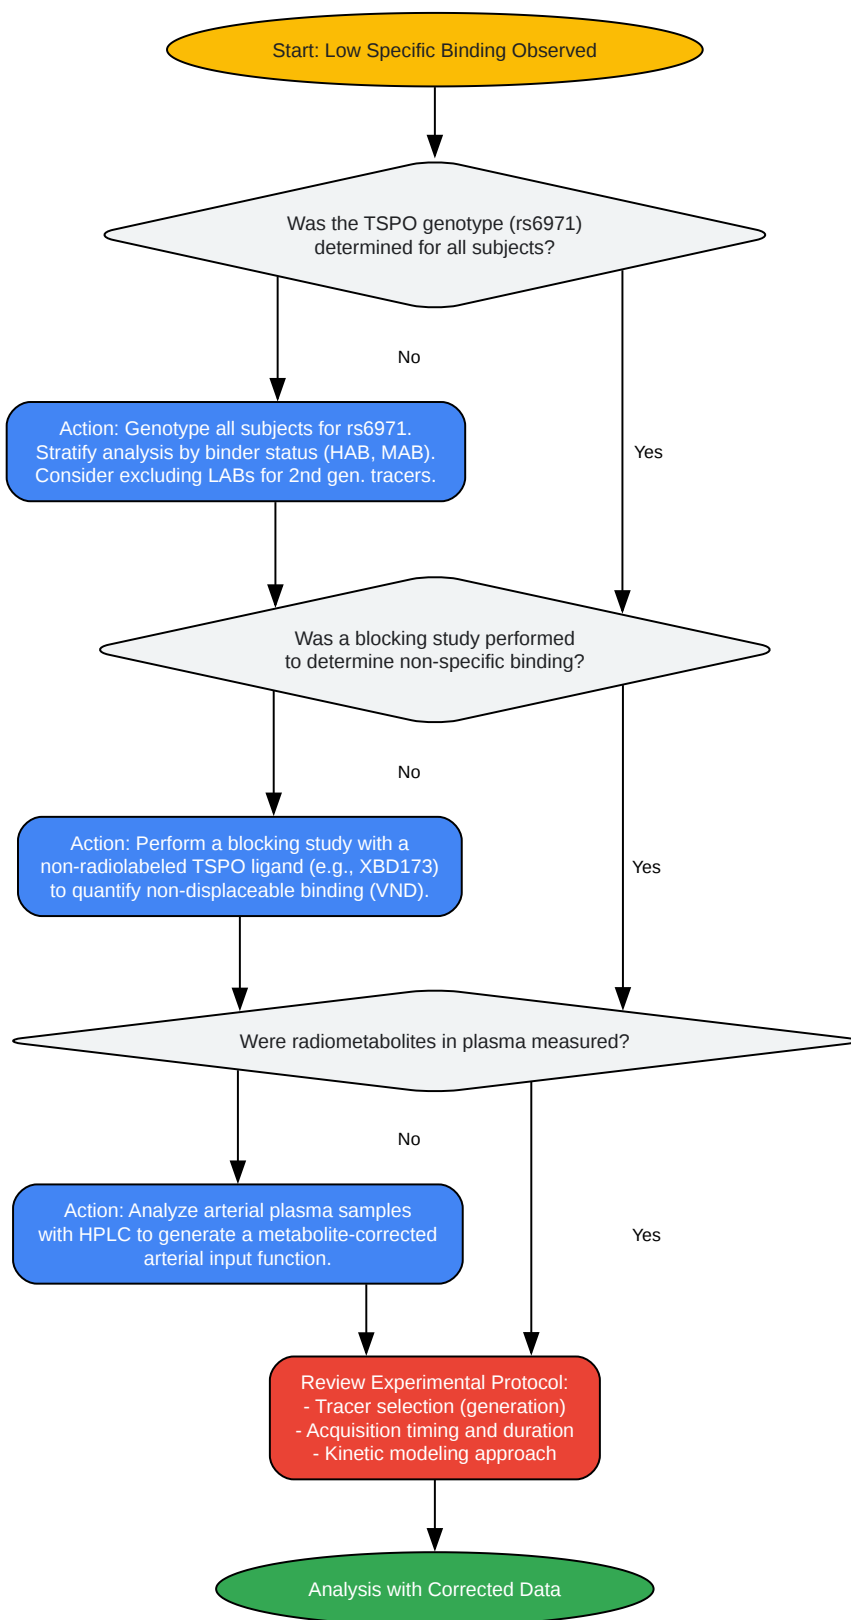 Start: Low Specific Binding Observed
Was the TSPO genotype (rs6971)
determined for all subjects?
No
Action: Genotype all subjects for rs6971.
Stratify analysis by binder status (HAB, MAB).
Consider excluding LABs for 2nd gen. tracers.
Yes
Was a blocking study performed
to determine non-specific binding?
No
Action: Perform a blocking study with a
non-radiolabeled TSPO ligand (e.g., XBD173)
to quantify non-displaceable binding (VND).
Yes
Were radiometabolites in plasma measured?
No
Action: Analyze arterial plasma samples
with HPLC to generate a metabolite-corrected
arterial input function.
Yes
Review Experimental Protocol:
- Tracer selection (generation)
- Acquisition timing and duration
- Kinetic modeling approach
Analysis with Corrected Data